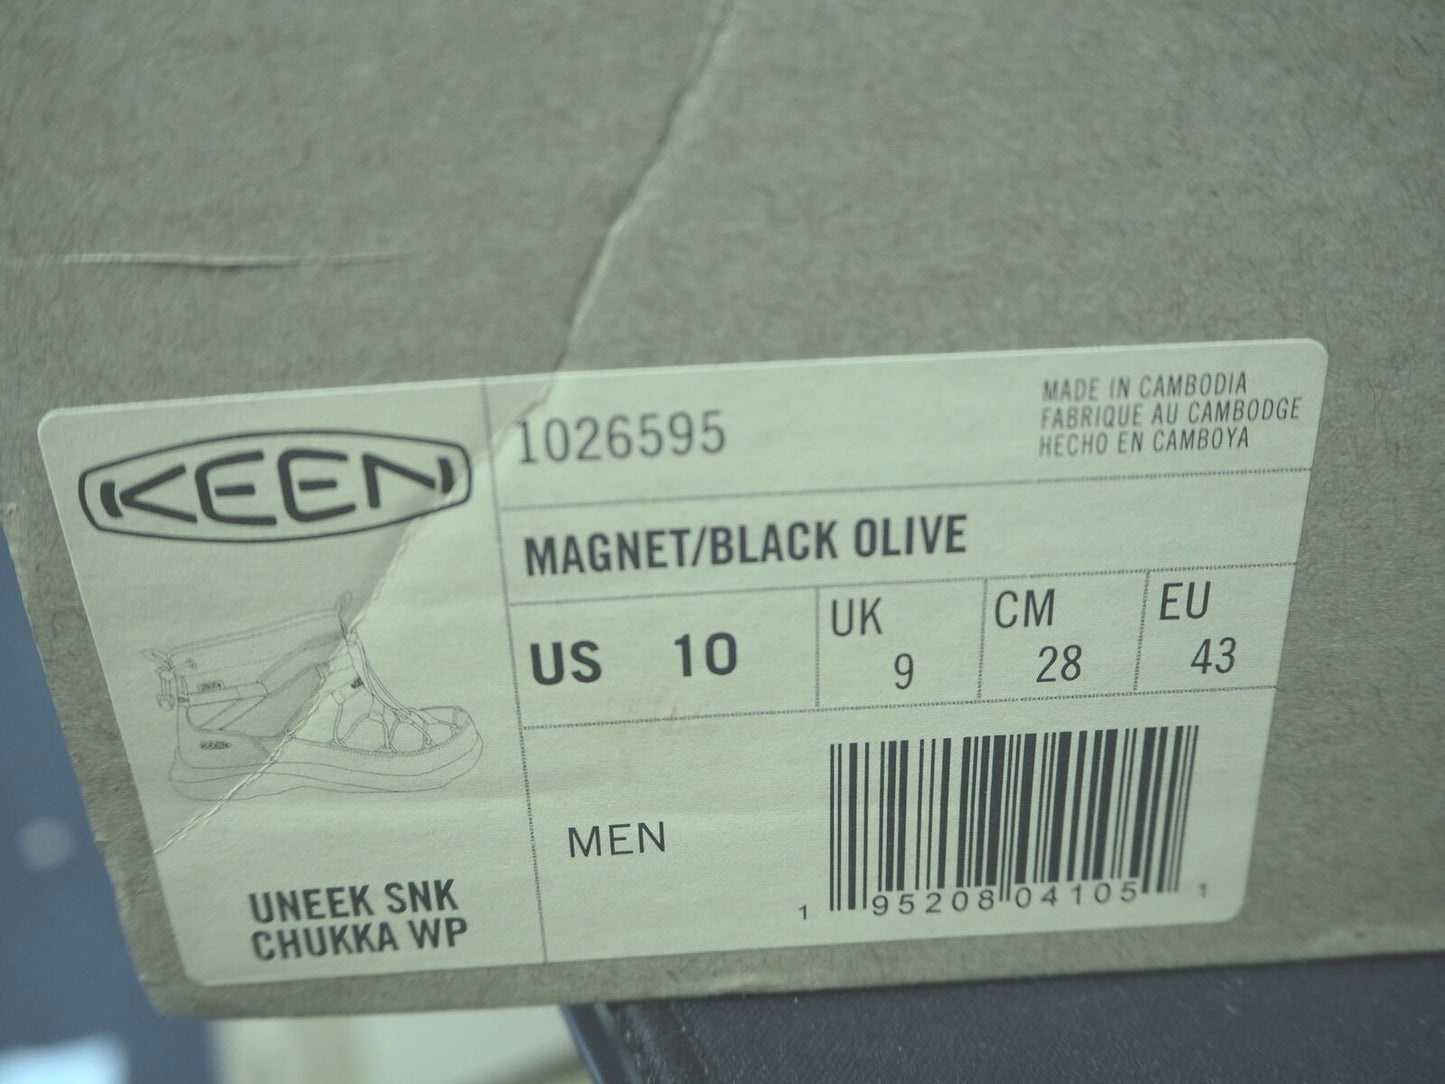 KEEN
UNEEK SNK
CHUKKA WP
1026595
MADE IN CAMBODIA
FABRIQUE AU CAMBODGE
HECHO EN CAMBOYA
MAGNET/BLACK OLIVE
US 10
UK
9
CM
28
EU
43
MEN
1 95208 04105 1